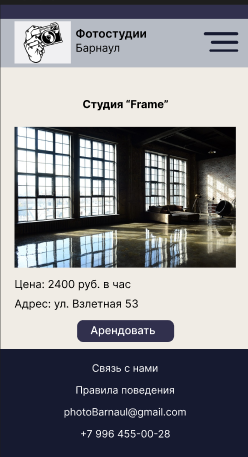 Фотостудии
Барнаул
Студия “Frame”
Цена: 2400 руб. в час
Адрес: ул. Взлетная 53
Арендовать
Связь с нами
Правила поведения
photoBarnaul@gmail.com
+7 996 455-00-28